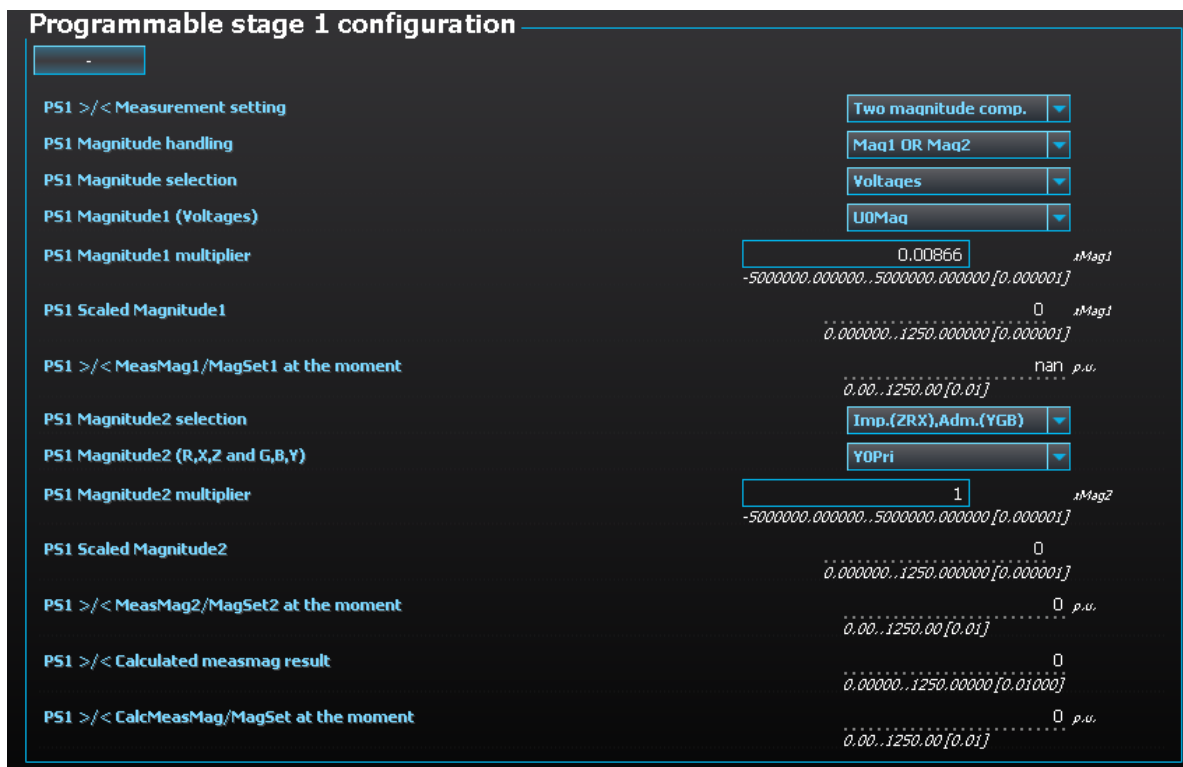 Programmable stage 1 configuration
-
PS1 >/< Measurement setting Two magnitude comp.
PS1 Magnitude handling Mag1 OR Mag2
PS1 Magnitude selection Voltages
PS1 Magnitude1 (Voltages) U0Mag
PS1 Magnitude1 multiplier 0.00866 xMag1
-5000000.000000..5000000.000000 [0.000001]
PS1 Scaled Magnitude1 0 xMag1
0.000000..1250.000000 [0.000001]
PS1 >/< MeasMag1/MagSet1 at the moment nan p.u.
0.00..1250.00 [0.01]
PS1 Magnitude2 selection Imp.(ZRX),Adm.(YGB)
PS1 Magnitude2 (R,X,Z and G,B,Y) Y0Pri
PS1 Magnitude2 multiplier 1 xMag2
-5000000.000000..5000000.000000 [0.000001]
PS1 Scaled Magnitude2 0
0.000000..1250.000000 [0.000001]
PS1 >/< MeasMag2/MagSet2 at the moment 0 p.u.
0.00..1250.00 [0.01]
PS1 >/< Calculated measmag result 0
0.00000..1250.00000 [0.01000]
PS1 >/< CalcMeasMag/MagSet at the moment 0 p.u.
0.00..1250.00 [0.01]